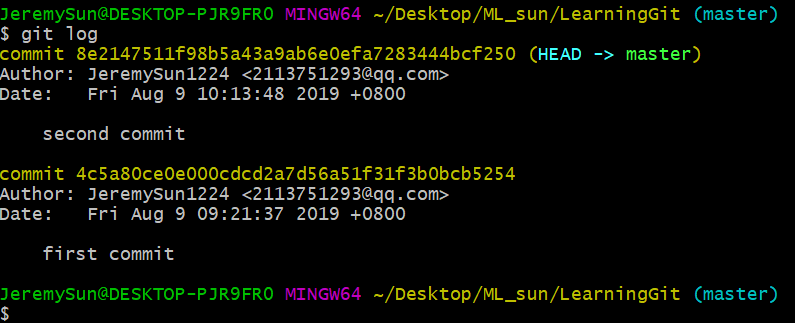 JeremySun@DESKTOP-PJR9FR0 MINGW64 ~/Desktop/ML_sun/LearningGit (master)
$ git log
commit 8e2147511f98b5a43a9ab6e0efa7283444bcf250 (HEAD -> master)
Author: JeremySun1224 <2113751293@qq.com>
Date:   Fri Aug 9 10:13:48 2019 +0800
    second commit
commit 4c5a80ce0e000cdcd2a7d56a51f31f3b0bcb5254
Author: JeremySun1224 <2113751293@qq.com>
Date:   Fri Aug 9 09:21:37 2019 +0800
    first commit
JeremySun@DESKTOP-PJR9FR0 MINGW64 ~/Desktop/ML_sun/LearningGit (master)
$